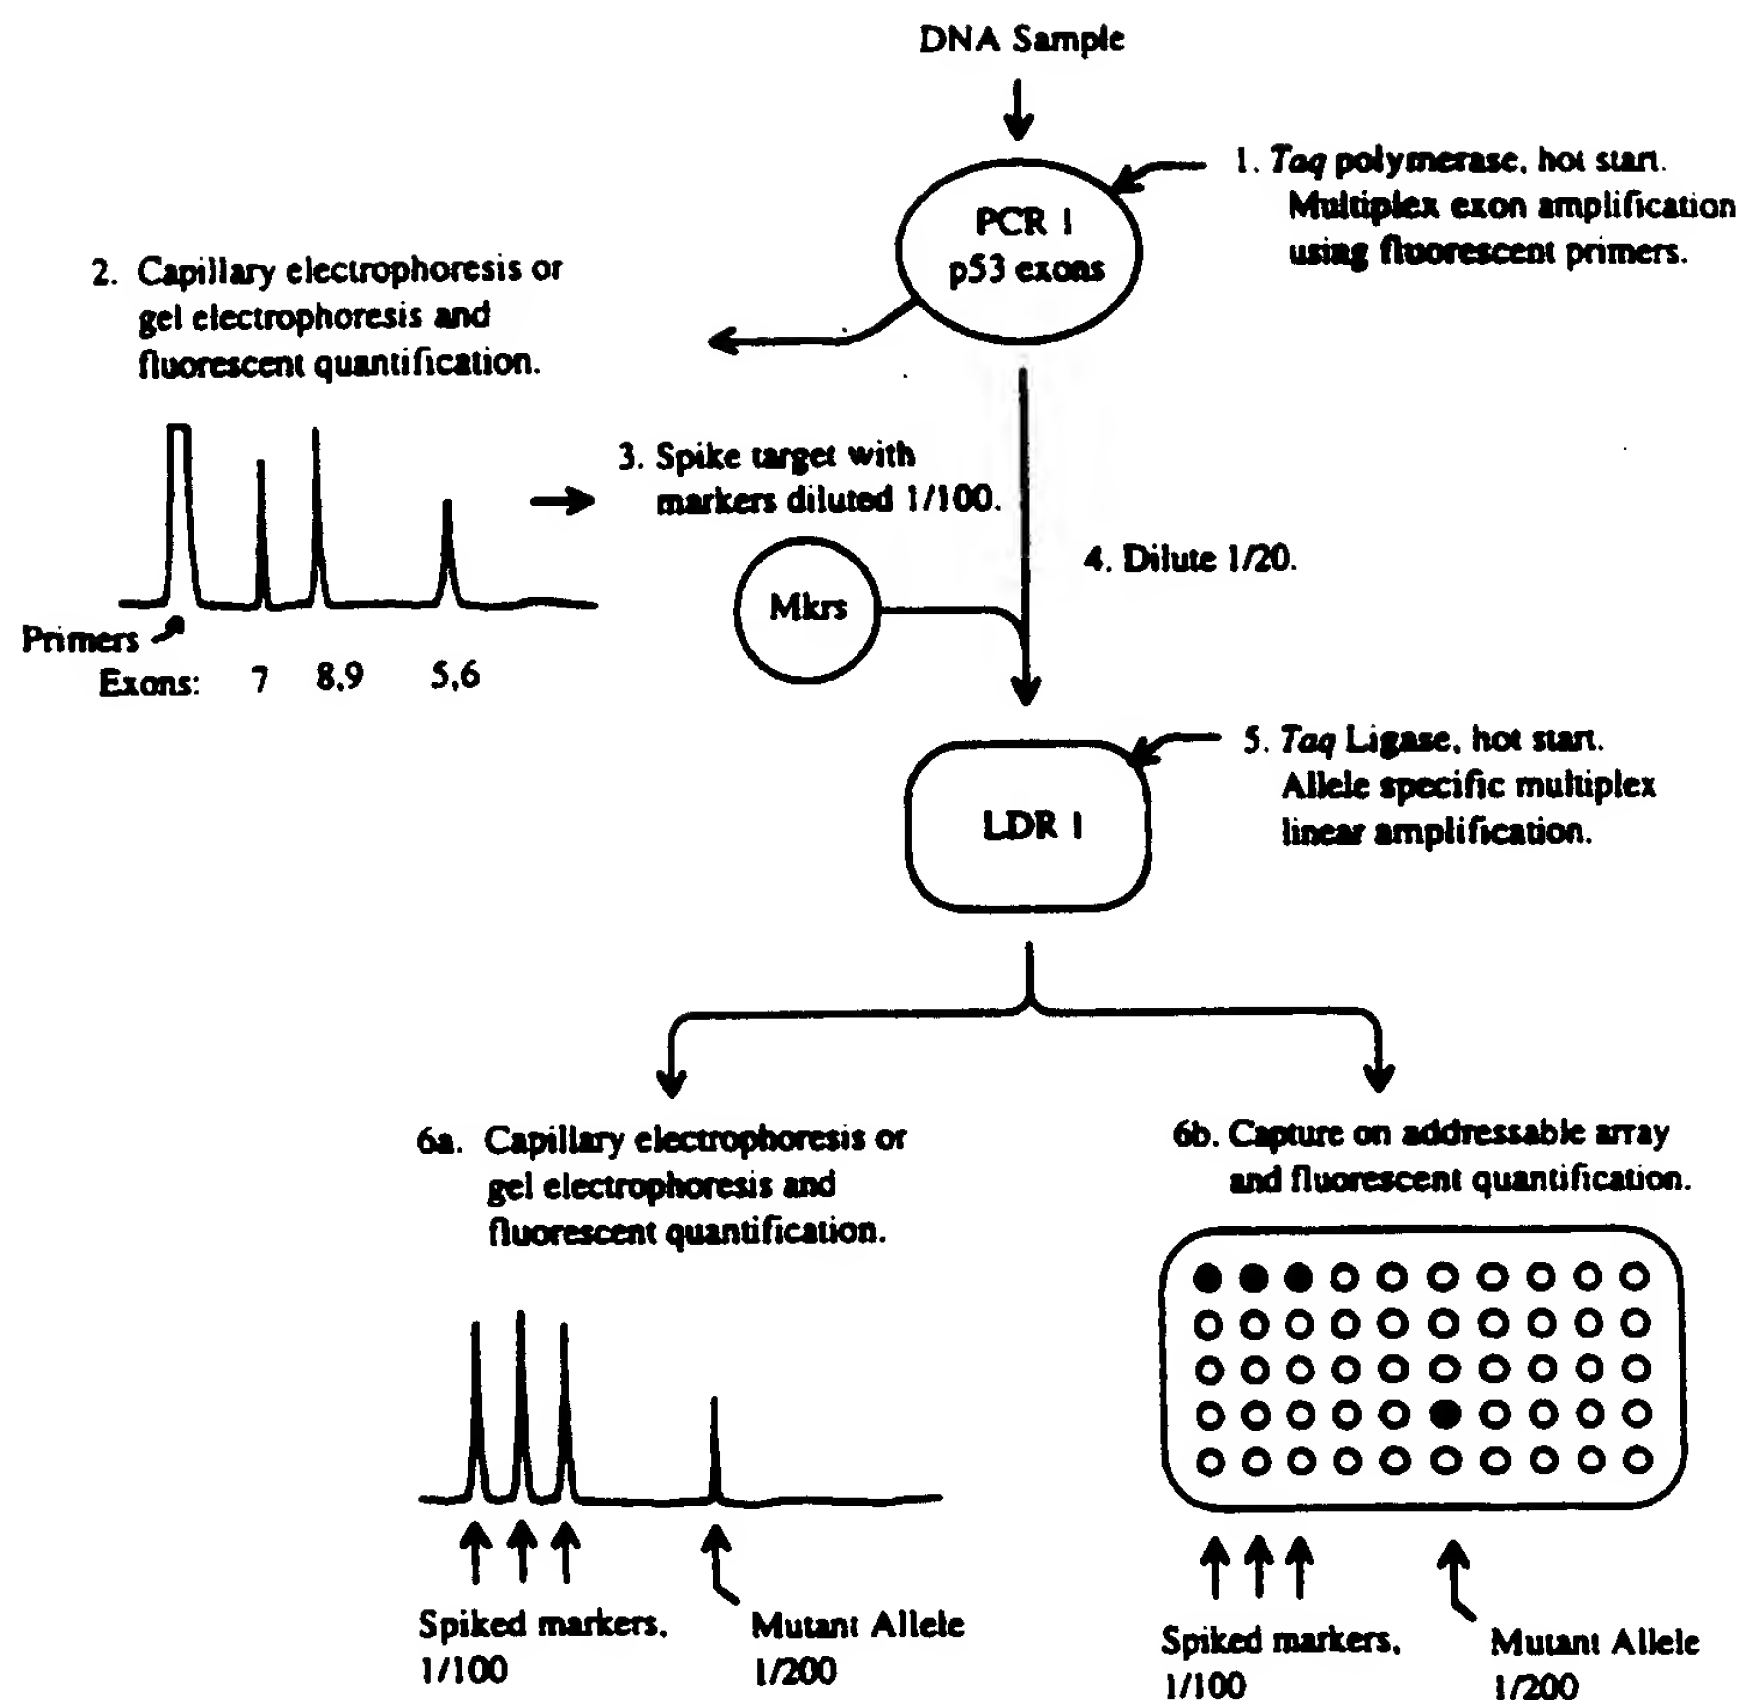 DNA Sample
1. Taq polymerase, hot start.
Multiplex exon amplification
using fluorescent primers.
PCR 1
p53 exons
2. Capillary electrophoresis or
gel electrophoresis and
fluorescent quantification.
3. Spike target with
markers diluted 1/100.
4. Dilute 1/20.
Mkrs
Primers
Exons: 7 8,9 5,6
5. Taq Ligase, hot start.
Allele specific multiplex
linear amplification.
LDR 1
6a. Capillary electrophoresis or
gel electrophoresis and
fluorescent quantification.
6b. Capture on addressable array
and fluorescent quantification.
Spiked markers,
1/100
Mutant Allele
1/200
Spiked markers,
1/100
Mutant Allele
1/200